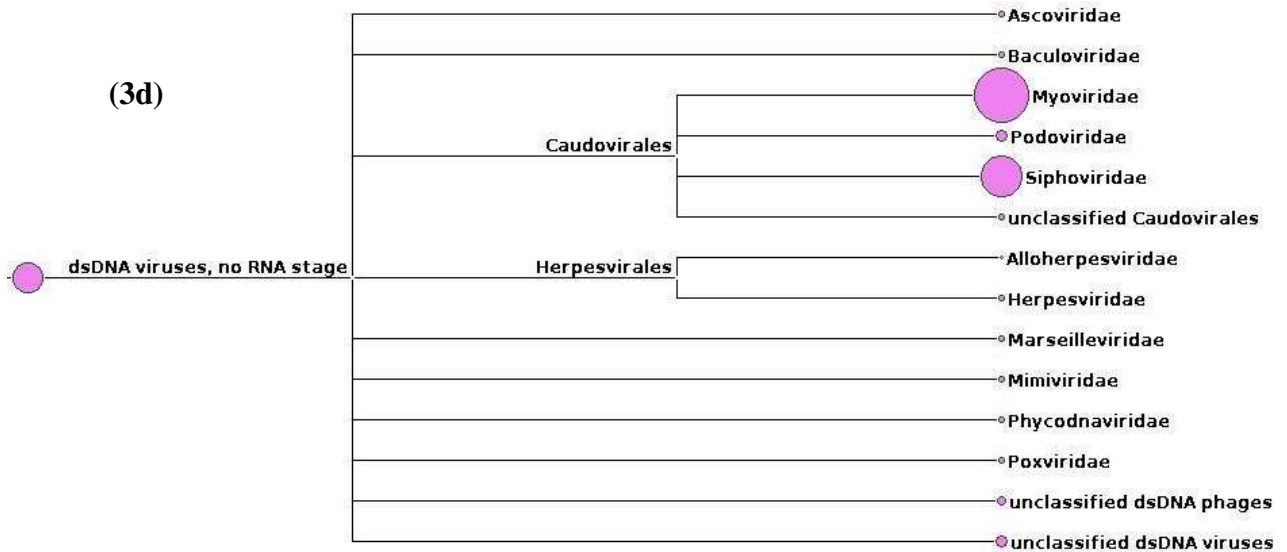 Ascoviridae
Baculoviridae
(3d)
Myoviridae
Podoviridae
Caudovirales
Siphoviridae
unclassified Caudovirales
Alloherpesviridae
dsDNA viruses, no RNA stage
Herpesvirales
Herpesviridae
Marseilleviridae
Mimiviridae
Phycodnaviridae
Poxviridae
unclassified dsDNA phages
unclassified dsDNA viruses